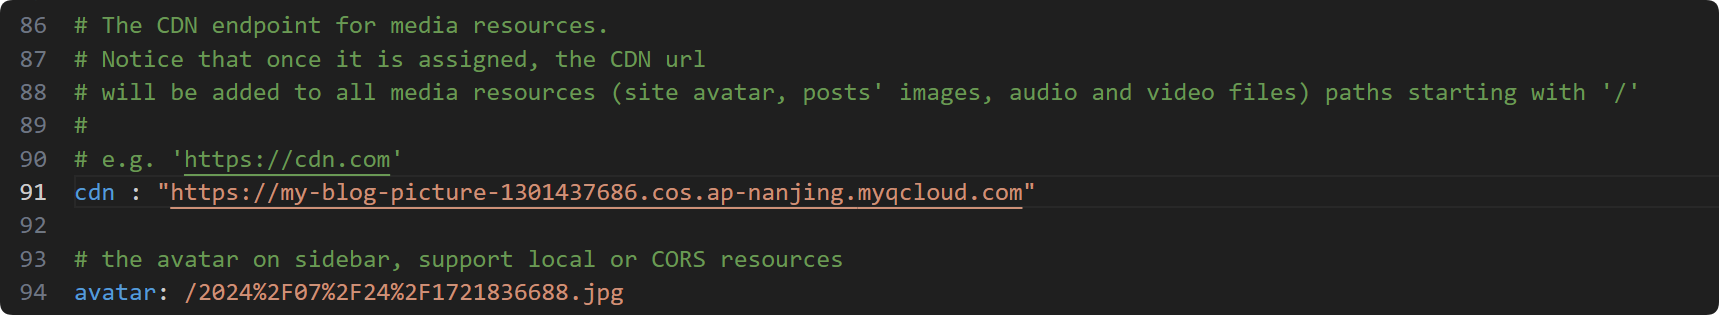 86 # The CDN endpoint for media resources.
87 # Notice that once it is assigned, the CDN url
88 # will be added to all media resources (site avatar, posts' images, audio and video files) paths starting with '/'
89 #
90 # e.g. 'https://cdn.com'
91 cdn : "https://my-blog-picture-1301437686.cos.ap-nanjing.myqcloud.com"
92
93 # the avatar on sidebar, support local or CORS resources
94 avatar: /2024%2F07%2F24%2F1721836688.jpg